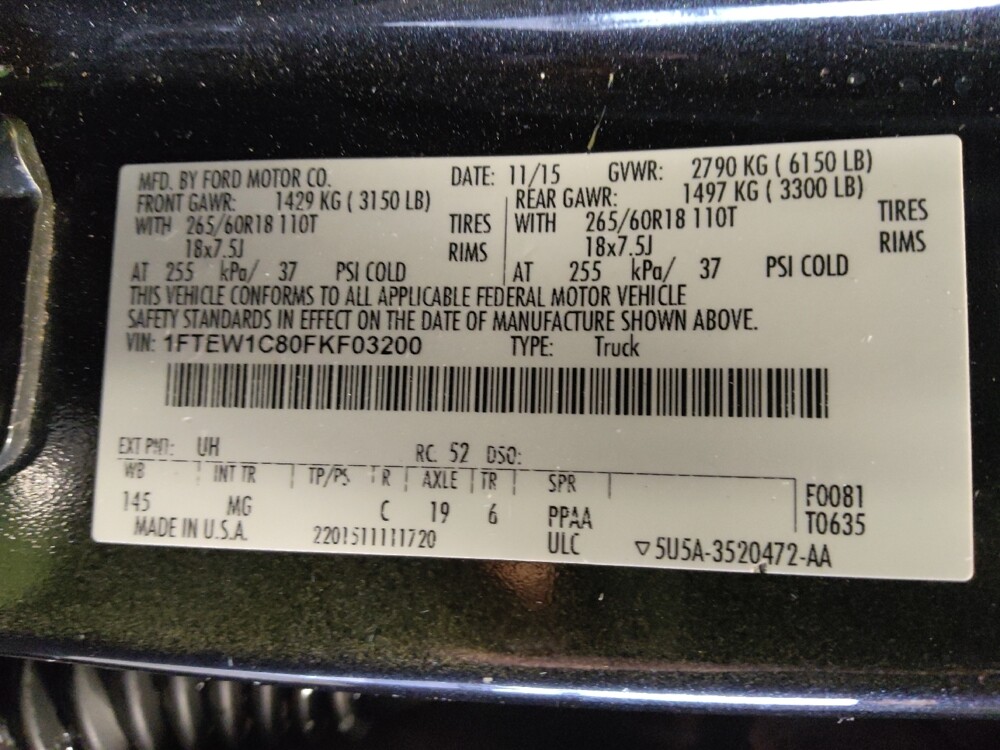 MFD. BY FORD MOTOR CO. DATE: 11/15 GVWR: 2790 KG ( 6150 LB)
FRONT GAWR: 1429 KG ( 3150 LB) REAR GAWR: 1497 KG ( 3300 LB)
WITH 265/60R18 110T TIRES WITH 265/60R18 110T TIRES
18x7.5J RIMS 18x7.5J RIMS
AT 255 kPa/ 37 PSI COLD AT 255 kPa/ 37 PSI COLD
THIS VEHICLE CONFORMS TO ALL APPLICABLE FEDERAL MOTOR VEHICLE
SAFETY STANDARDS IN EFFECT ON THE DATE OF MANUFACTURE SHOWN ABOVE.
VIN: 1FTEW1C80FKF03200 TYPE: Truck
EXT PNT: UH RC: 52 DSO:
WB INT TR TP/PS R AXLE TR SPR
145 MG C 19 6 PPAA F0081
MADE IN U.S.A. 2201511111720 ULC T0635
▽5U5A-3520472-AA